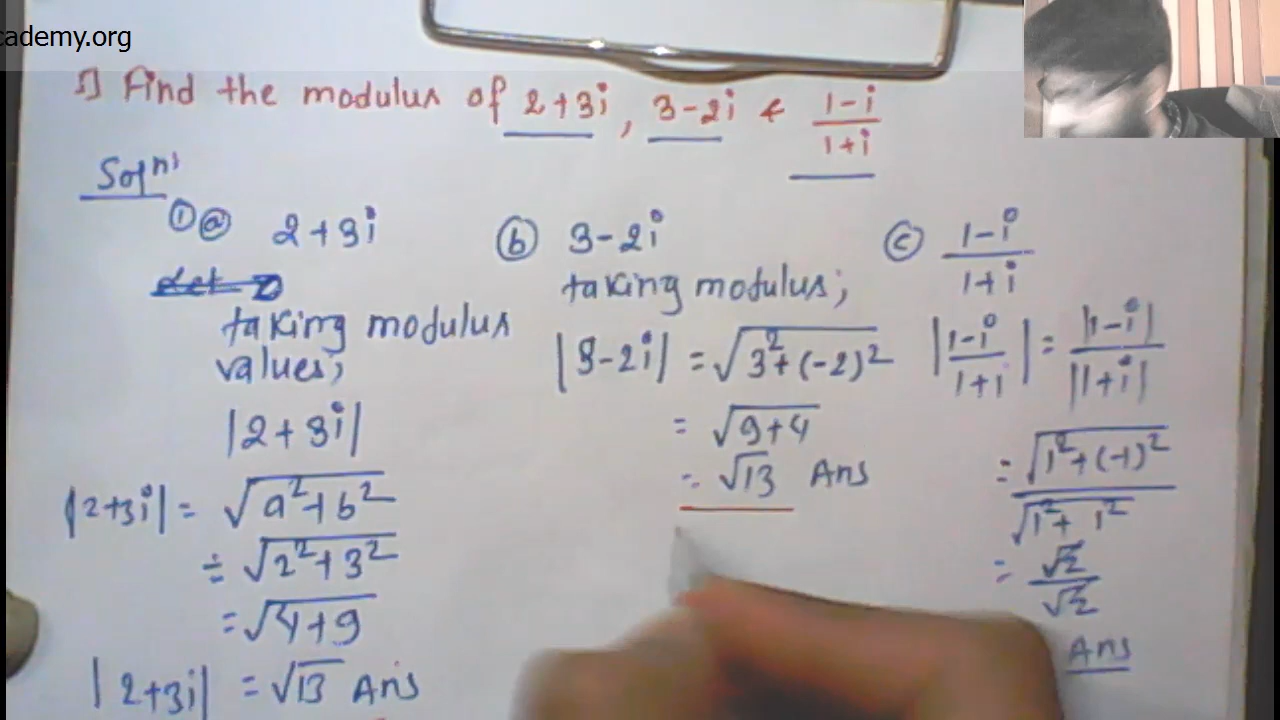 cademy.org
1] Find the modulus of 2+3i, 3-2i & 1-i/1+i
Soln:
① ⓐ 2+3i
taking modulus
values;
|2+3i|
|2+3i| = √a²+b²
= √2²+3²
= √4+9
|2+3i| = √13 Ans
ⓑ 3-2i
taking modulus;
|3-2i| = √3²+(-2)²
= √9+4
= √13 Ans
ⓒ 1-i/1+i
|1-i/1+i| = |1-i|/|1+i|
= √1²+(-1)²/√1²+1²
= √2/√2
Ans